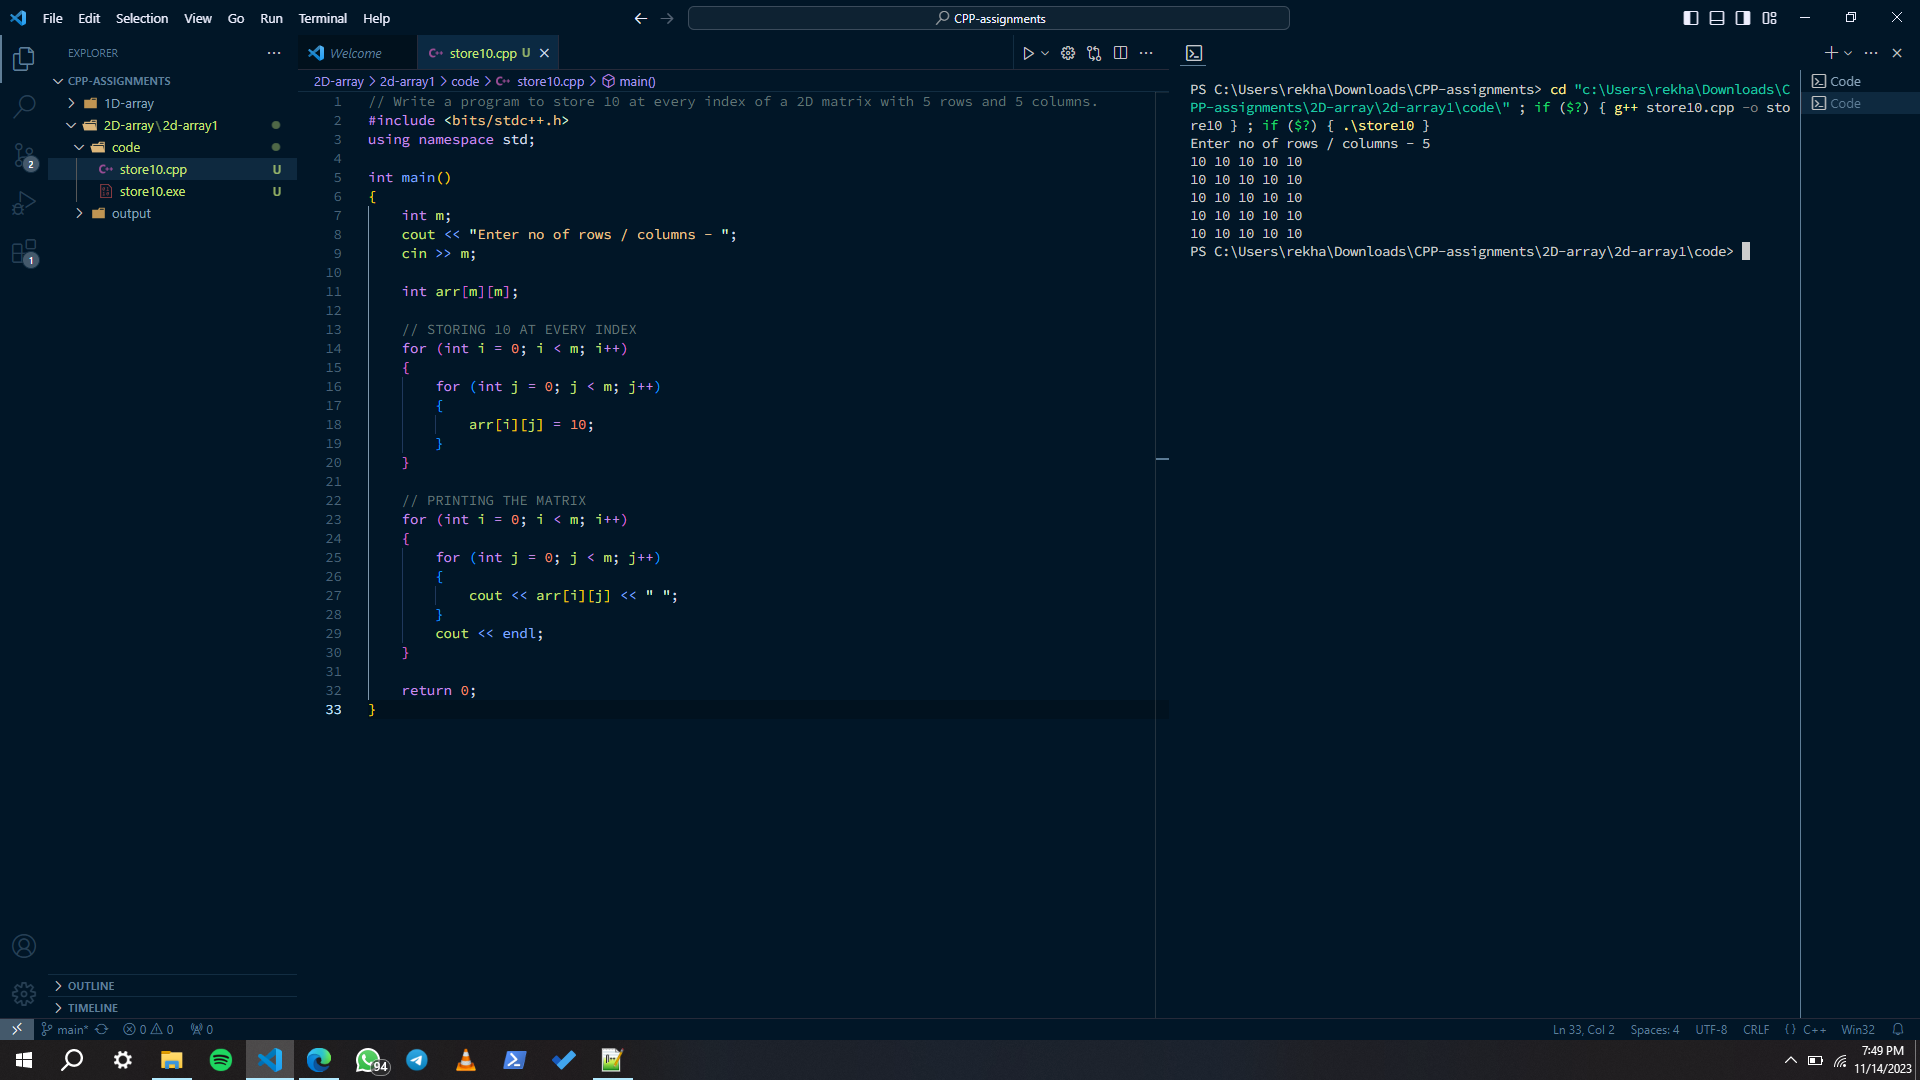 File Edit Selection View Go Run Terminal Help
CPP-assignments
EXPLORER
CPP-ASSIGNMENTS
1D-array
2D-array\2d-array1
code
store10.cpp U
store10.exe U
output
OUTLINE
TIMELINE
2
1
Welcome
store10.cpp U
2D-array > 2d-array1 > code > store10.cpp > main()
1 // Write a program to store 10 at every index of a 2D matrix with 5 rows and 5 columns.
2 #include <bits/stdc++.h>
3 using namespace std;
4
5 int main()
6 {
7 int m;
8 cout << "Enter no of rows / columns - ";
9 cin >> m;
10
11 int arr[m][m];
12
13 // STORING 10 AT EVERY INDEX
14 for (int i = 0; i < m; i++)
15 {
16 for (int j = 0; j < m; j++)
17 {
18 arr[i][j] = 10;
19 }
20 }
21
22 // PRINTING THE MATRIX
23 for (int i = 0; i < m; i++)
24 {
25 for (int j = 0; j < m; j++)
26 {
27 cout << arr[i][j] << " ";
28 }
29 cout << endl;
30 }
31
32 return 0;
33 }
PS C:\Users\rekha\Downloads\CPP-assignments> cd "c:\Users\rekha\Downloads\C
PP-assignments\2D-array\2d-array1\code\" ; if ($?) { g++ store10.cpp -o sto
re10 } ; if ($?) { .\store10 }
Enter no of rows / columns - 5
10 10 10 10 10
10 10 10 10 10
10 10 10 10 10
10 10 10 10 10
10 10 10 10 10
PS C:\Users\rekha\Downloads\CPP-assignments\2D-array\2d-array1\code>
Code
Code
main* 0 0 0
Ln 33, Col 2 Spaces: 4 UTF-8 CRLF {} C++ Win32
94
7:49 PM
11/14/2023